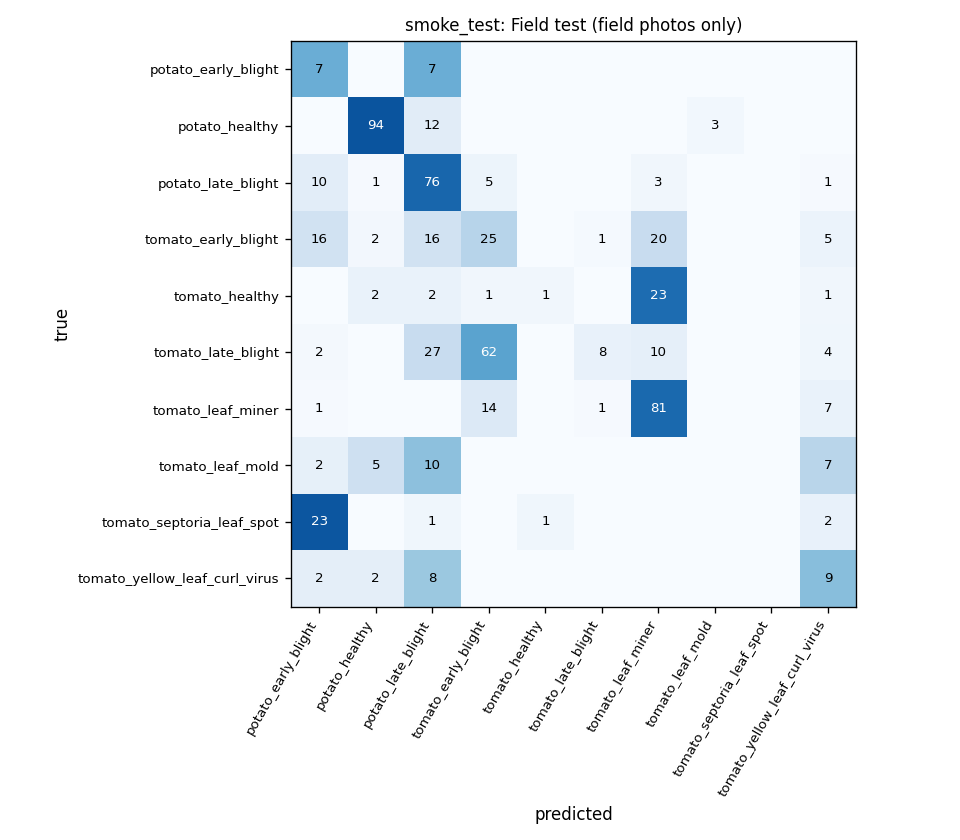 smoke_test: Field test (field photos only)
potato_early_blight 7 7
potato_healthy 94 12 3
potato_late_blight 10 1 76 5 3 1
tomato_early_blight 16 2 16 25 1 20 5
tomato_healthy 2 2 1 1 23 1
tomato_late_blight 2 27 62 8 10 4
tomato_leaf_miner 1 14 1 81 7
tomato_leaf_mold 2 5 10 7
tomato_septoria_leaf_spot 23 1 1 2
tomato_yellow_leaf_curl_virus 2 2 8 9
true
potato_early_blight
potato_healthy
potato_late_blight
tomato_early_blight
tomato_healthy
tomato_late_blight
tomato_leaf_miner
tomato_leaf_mold
tomato_septoria_leaf_spot
tomato_yellow_leaf_curl_virus
predicted